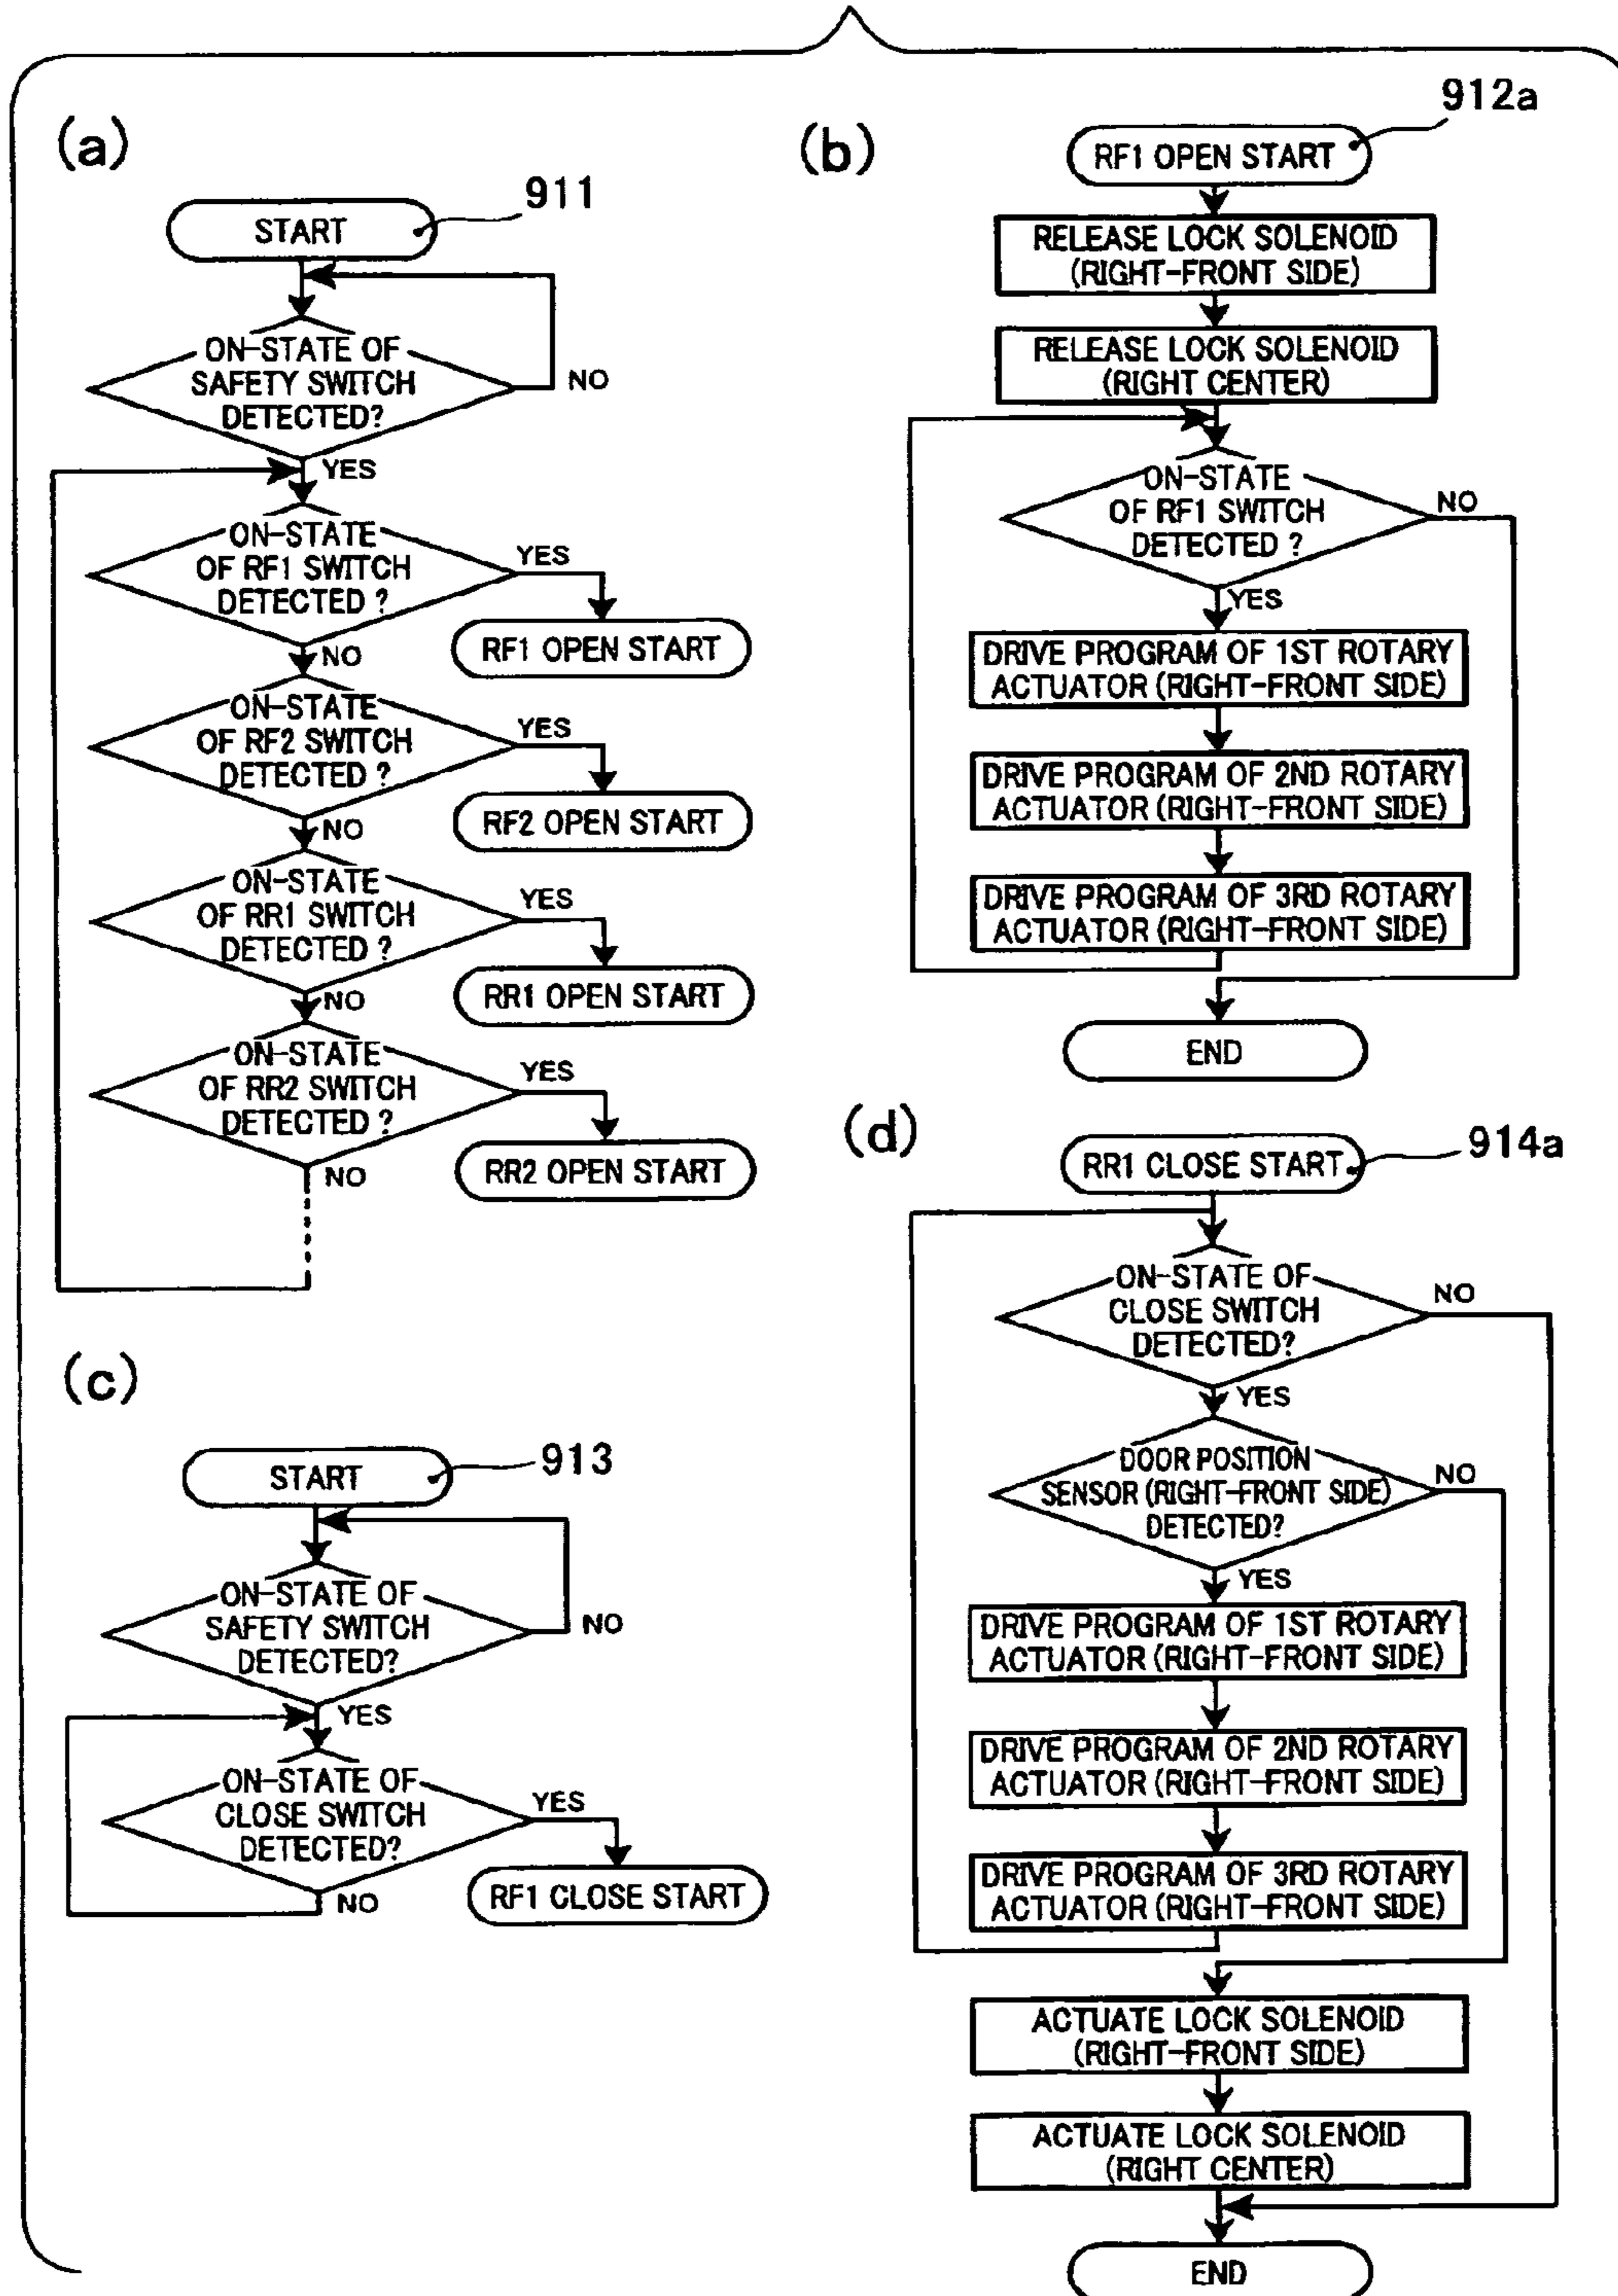 (a)
911
START
ON-STATE OF
SAFETY SWITCH
DETECTED?
NO
YES
ON-STATE
OF RF1 SWITCH
DETECTED ?
YES
RF1 OPEN START
NO
ON-STATE
OF RF2 SWITCH
DETECTED ?
YES
RF2 OPEN START
NO
ON-STATE
OF RR1 SWITCH
DETECTED ?
YES
RR1 OPEN START
NO
ON-STATE
OF RR2 SWITCH
DETECTED ?
YES
RR2 OPEN START
NO
(b)
912a
RF1 OPEN START
RELEASE LOCK SOLENOID
(RIGHT-FRONT SIDE)
RELEASE LOCK SOLENOID
(RIGHT CENTER)
ON-STATE
OF RF1 SWITCH
DETECTED ?
NO
YES
DRIVE PROGRAM OF 1ST ROTARY
ACTUATOR (RIGHT-FRONT SIDE)
DRIVE PROGRAM OF 2ND ROTARY
ACTUATOR (RIGHT-FRONT SIDE)
DRIVE PROGRAM OF 3RD ROTARY
ACTUATOR (RIGHT-FRONT SIDE)
END
(c)
913
START
ON-STATE OF
SAFETY SWITCH
DETECTED?
NO
YES
ON-STATE OF
CLOSE SWITCH
DETECTED?
YES
RF1 CLOSE START
NO
(d)
914a
RR1 CLOSE START
ON-STATE OF
CLOSE SWITCH
DETECTED?
NO
YES
DOOR POSITION
SENSOR (RIGHT-FRONT SIDE)
DETECTED?
NO
YES
DRIVE PROGRAM OF 1ST ROTARY
ACTUATOR (RIGHT-FRONT SIDE)
DRIVE PROGRAM OF 2ND ROTARY
ACTUATOR (RIGHT-FRONT SIDE)
DRIVE PROGRAM OF 3RD ROTARY
ACTUATOR (RIGHT-FRONT SIDE)
ACTUATE LOCK SOLENOID
(RIGHT-FRONT SIDE)
ACTUATE LOCK SOLENOID
(RIGHT CENTER)
END